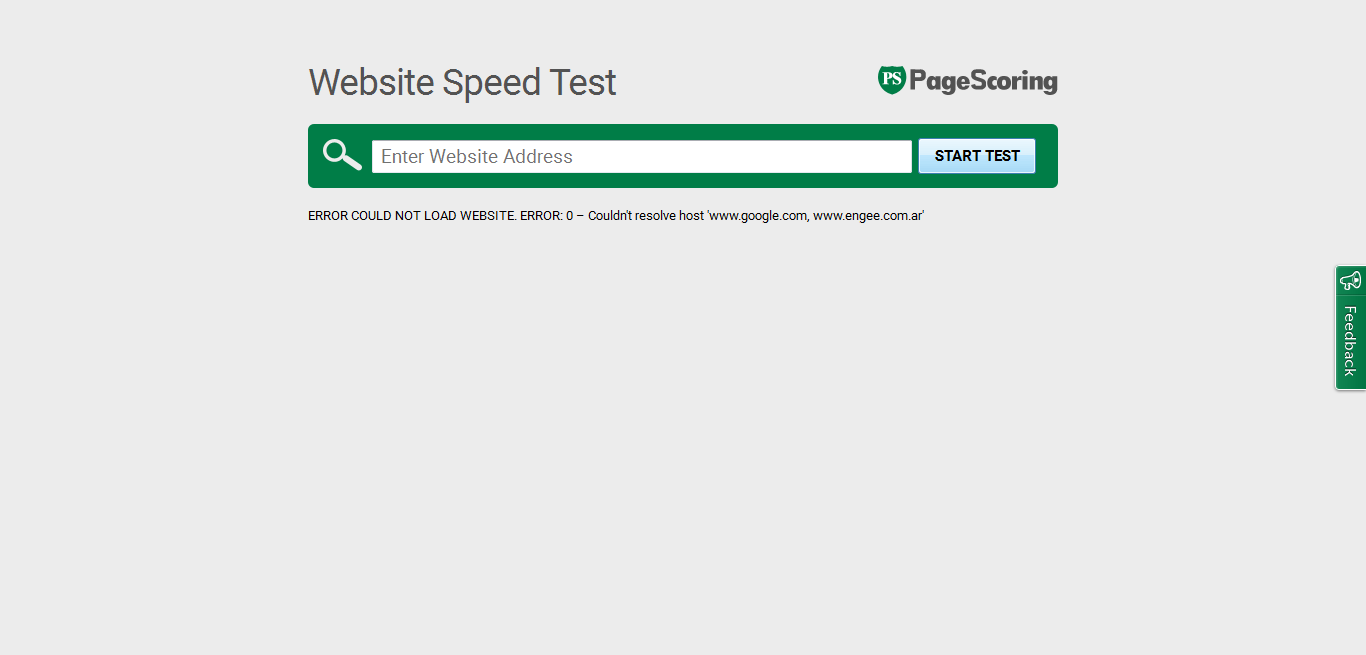 Website Speed Test
PS PageScoring
Enter Website Address
START TEST
ERROR COULD NOT LOAD WEBSITE. ERROR: 0 – Couldn't resolve host 'www.google.com, www.engee.com.ar'
Feedback